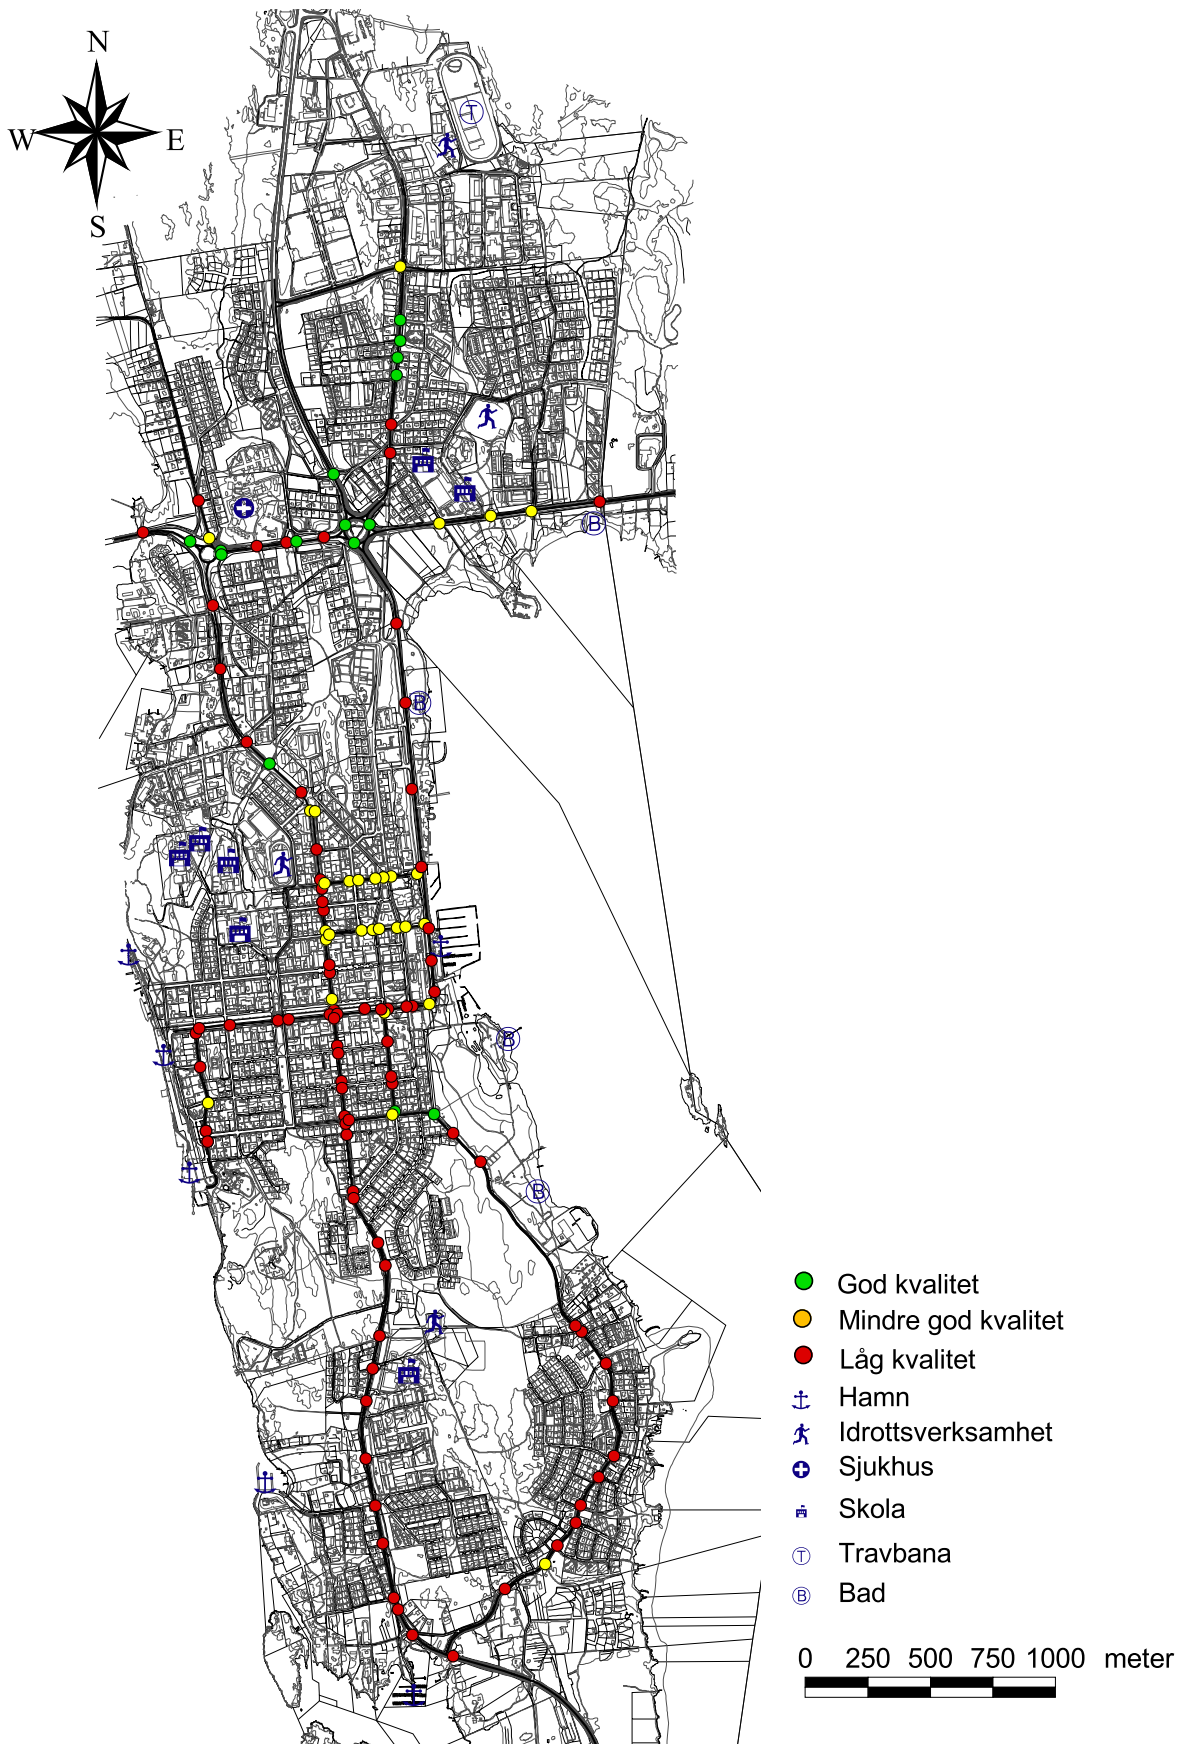 N
W E
S
T
B
B
B
B
God kvalitet
Mindre god kvalitet
Låg kvalitet
Hamn
Idrottsverksamhet
Sjukhus
Skola
T Travbana
B Bad
0 250 500 750 1000 meter